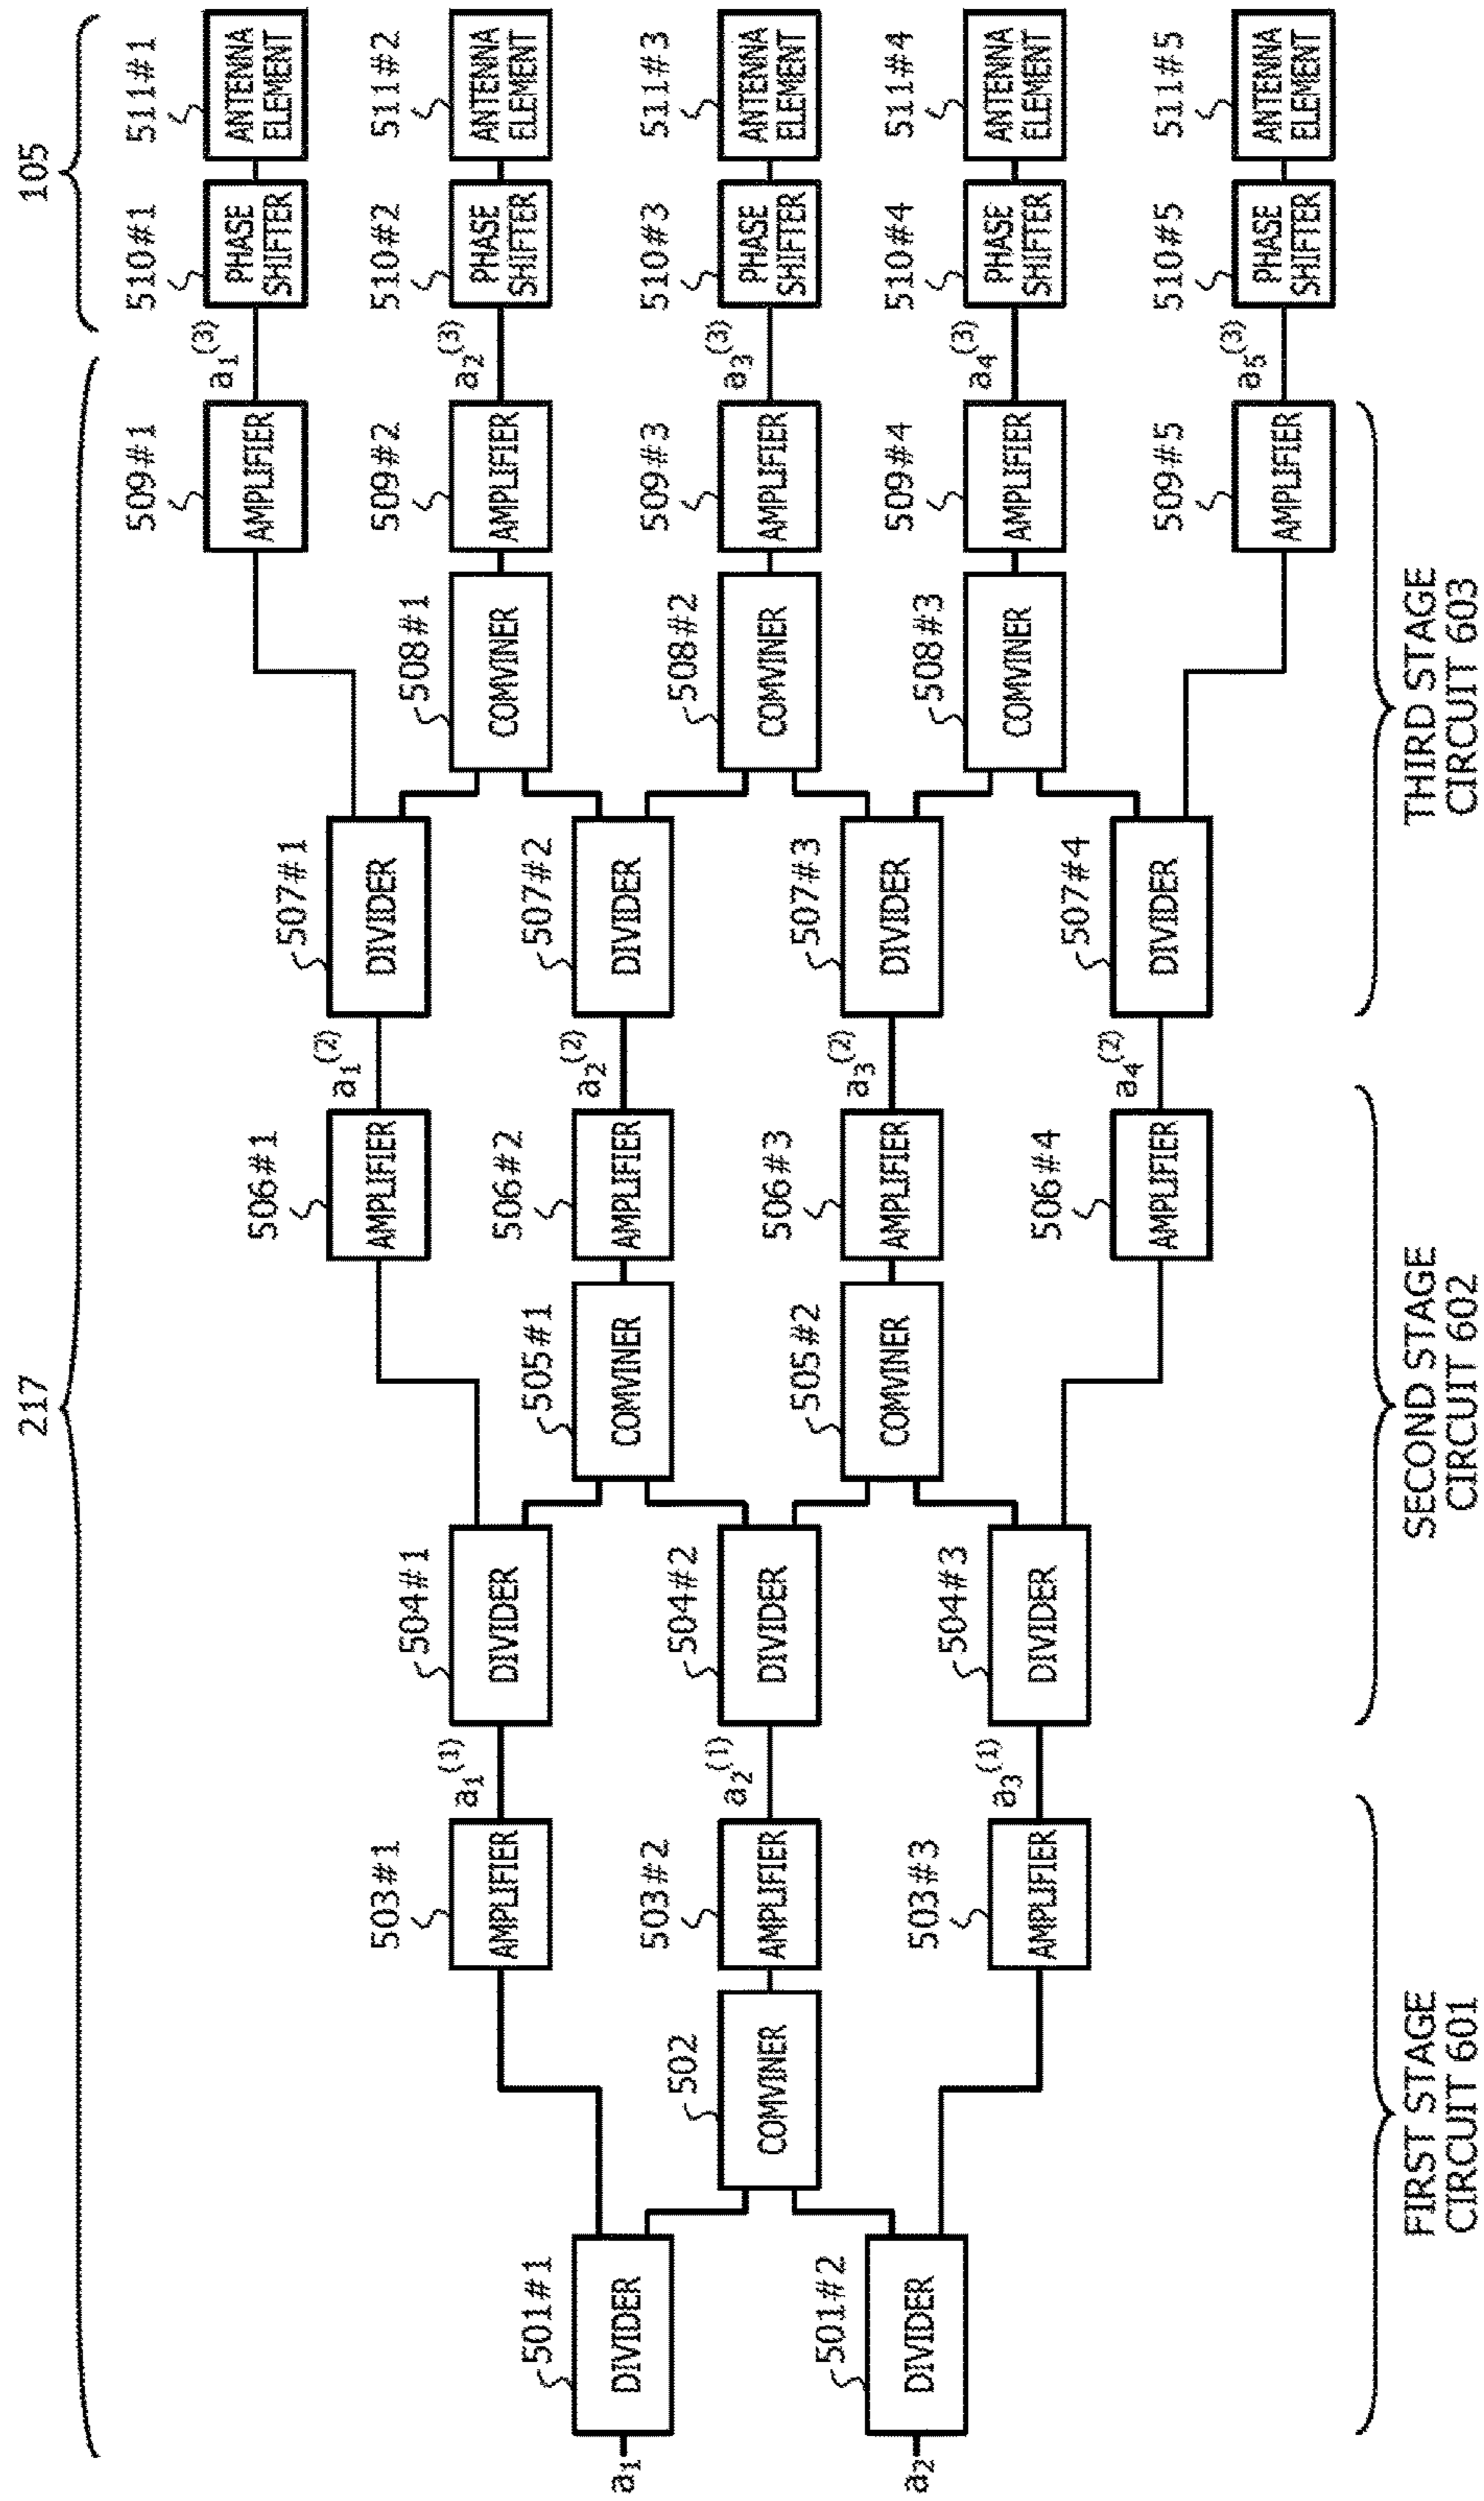 217
105
a1
501#1
DIVIDER
a2
501#2
DIVIDER
502
COMVINER
503#1
AMPLIFIER
503#2
AMPLIFIER
503#3
AMPLIFIER
a1(1)
a2(1)
a3(1)
504#1
DIVIDER
504#2
DIVIDER
504#3
DIVIDER
505#1
COMVINER
505#2
COMVINER
506#1
AMPLIFIER
506#2
AMPLIFIER
506#3
AMPLIFIER
506#4
AMPLIFIER
a1(2)
a2(2)
a3(2)
a4(2)
507#1
DIVIDER
507#2
DIVIDER
507#3
DIVIDER
507#4
DIVIDER
508#1
COMVINER
508#2
COMVINER
508#3
COMVINER
509#1
AMPLIFIER
509#2
AMPLIFIER
509#3
AMPLIFIER
509#4
AMPLIFIER
509#5
AMPLIFIER
a1(3)
a2(3)
a3(3)
a4(3)
a5(3)
510#1
PHASE
SHIFTER
510#2
PHASE
SHIFTER
510#3
PHASE
SHIFTER
510#4
PHASE
SHIFTER
510#5
PHASE
SHIFTER
511#1
ANTENNA
ELEMENT
511#2
ANTENNA
ELEMENT
511#3
ANTENNA
ELEMENT
511#4
ANTENNA
ELEMENT
511#5
ANTENNA
ELEMENT
FIRST STAGE
CIRCUIT 601
SECOND STAGE
CIRCUIT 602
THIRD STAGE
CIRCUIT 603